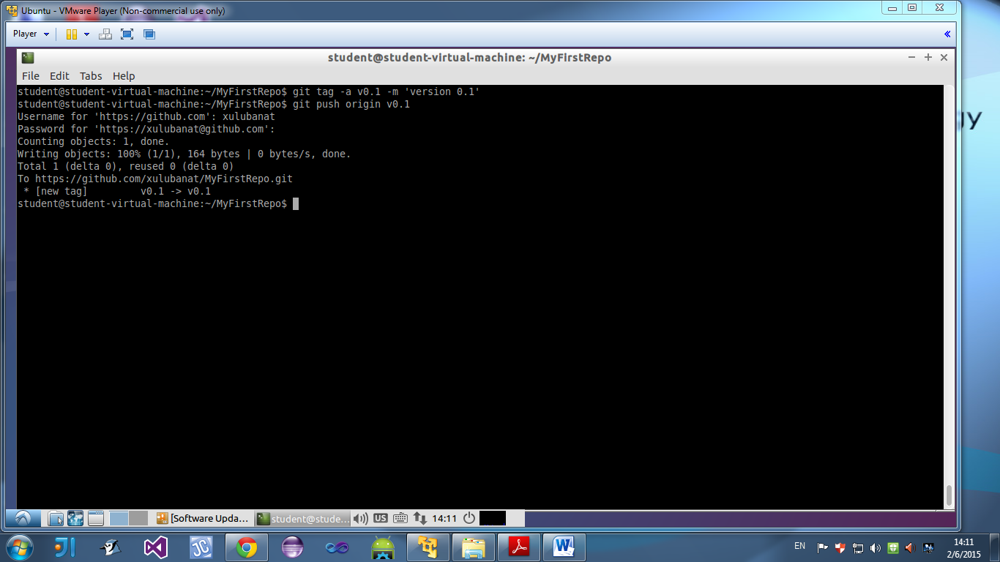 Ubuntu - VMware Player (Non-commercial use only)
Player
student@student-virtual-machine: ~/MyFirstRepo
File Edit Tabs Help
student@student-virtual-machine:~/MyFirstRepo$ git tag -a v0.1 -m 'version 0.1'
student@student-virtual-machine:~/MyFirstRepo$ git push origin v0.1
Username for 'https://github.com': xulubanat
Password for 'https://xulubanat@github.com':
Counting objects: 1, done.
Writing objects: 100% (1/1), 164 bytes | 0 bytes/s, done.
Total 1 (delta 0), reused 0 (delta 0)
To https://github.com/xulubanat/MyFirstRepo.git
 * [new tag]         v0.1 -> v0.1
student@student-virtual-machine:~/MyFirstRepo$
gy
[Software Upda... student@stude... US 14:11
JI JC W EN 14:11
2/6/2015